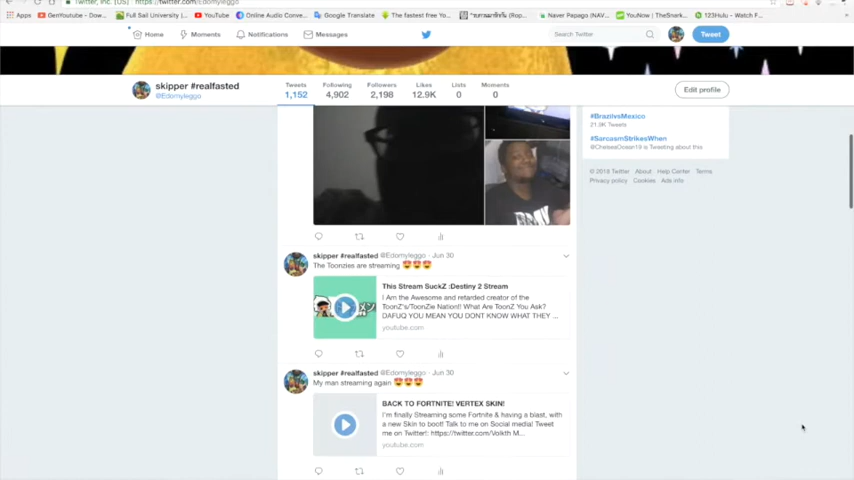 Twitter, Inc. [US] https://twitter.com/Edomyleggo
Apps GenYoutube - Dow... Full Sail University |... YouTube Online Audio Conve... Google Translate The fastest free Yo... Naver Papago (NAV... YouNow | TheSnark... 123Hulu - Watch F...
Home Moments Notifications Messages Search Twitter Tweet
skipper #realfasted
@Edomyleggo
Tweets Following Followers Likes Lists Moments
1,152 4,902 2,198 12.9K 0 0
Edit profile
#BrazilvsMexico
21.9K Tweets
#SarcasmStrikesWhen
@ChelseaOcean19 is Tweeting about this
© 2018 Twitter About Help Center Terms
Privacy policy Cookies Ads info
skipper #realfasted @Edomyleggo · Jun 30
The Toonzies are streaming 😍😍😍
This Stream SuckZ :Destiny 2 Stream
I Am the Awesome and retarded creator of the
ToonZ's/ToonZie Nation!! What Are ToonZ You Ask?
DAFUQ YOU MEAN YOU DONT KNOW WHAT THEY ...
youtube.com
skipper #realfasted @Edomyleggo · Jun 30
My man streaming again 😍😍😍
BACK TO FORTNITE! VERTEX SKIN!
I'm finally Streaming some Fortnite & having a blast, with
a new Skin to boot! Talk to me on Social media! Tweet
me on Twitter!: https://twitter.com/Volkth M...
youtube.com